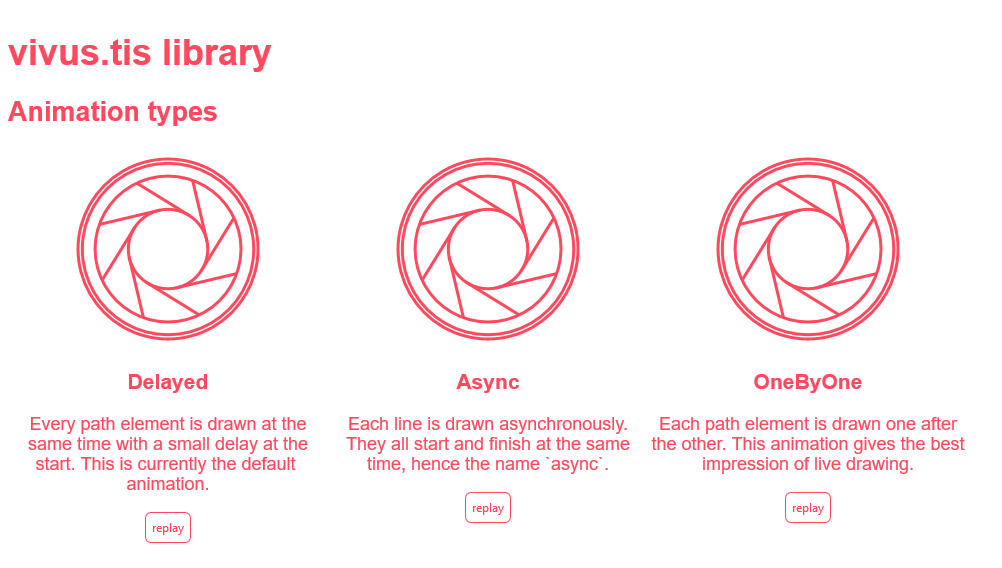 vivus.tis library
Animation types
Delayed
Every path element is drawn at the
same time with a small delay at the
start. This is currently the default
animation.
replay
Async
Each line is drawn asynchronously.
They all start and finish at the same
time, hence the name `async`.
replay
OneByOne
Each path element is drawn one after
the other. This animation gives the best
impression of live drawing.
replay